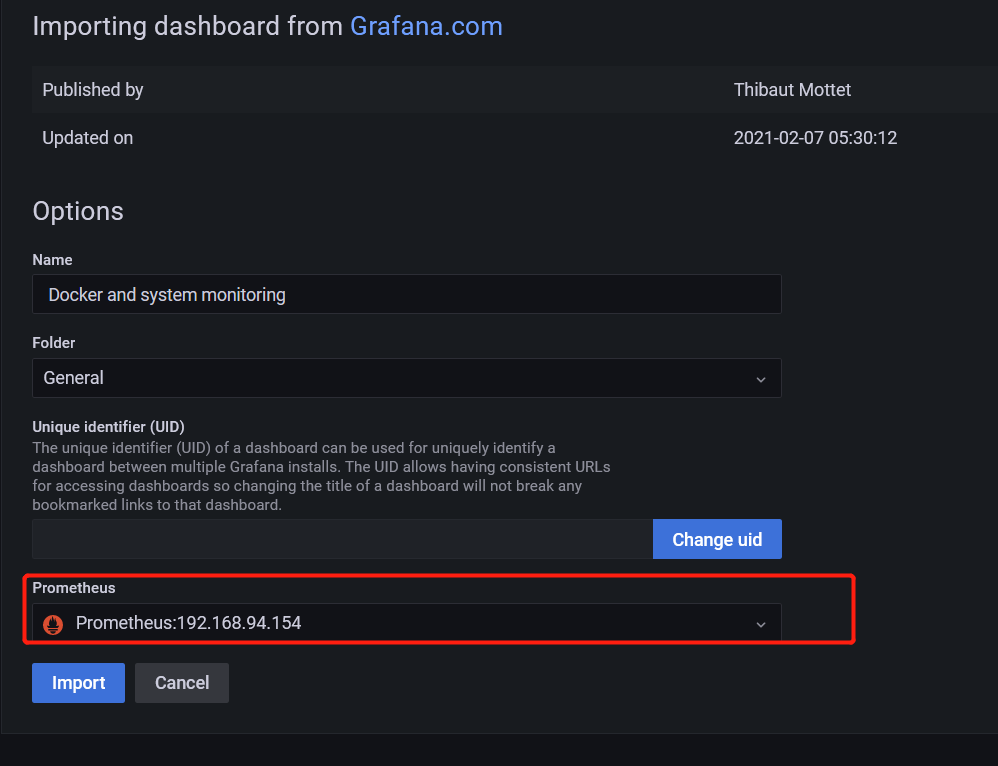 Importing dashboard from Grafana.com
Published by Thibaut Mottet
Updated on 2021-02-07 05:30:12
Options
Name
Docker and system monitoring
Folder
General
Unique identifier (UID)
The unique identifier (UID) of a dashboard can be used for uniquely identify a
dashboard between multiple Grafana installs. The UID allows having consistent URLs
for accessing dashboards so changing the title of a dashboard will not break any
bookmarked links to that dashboard.
Change uid
Prometheus
Prometheus:192.168.94.154
Import Cancel